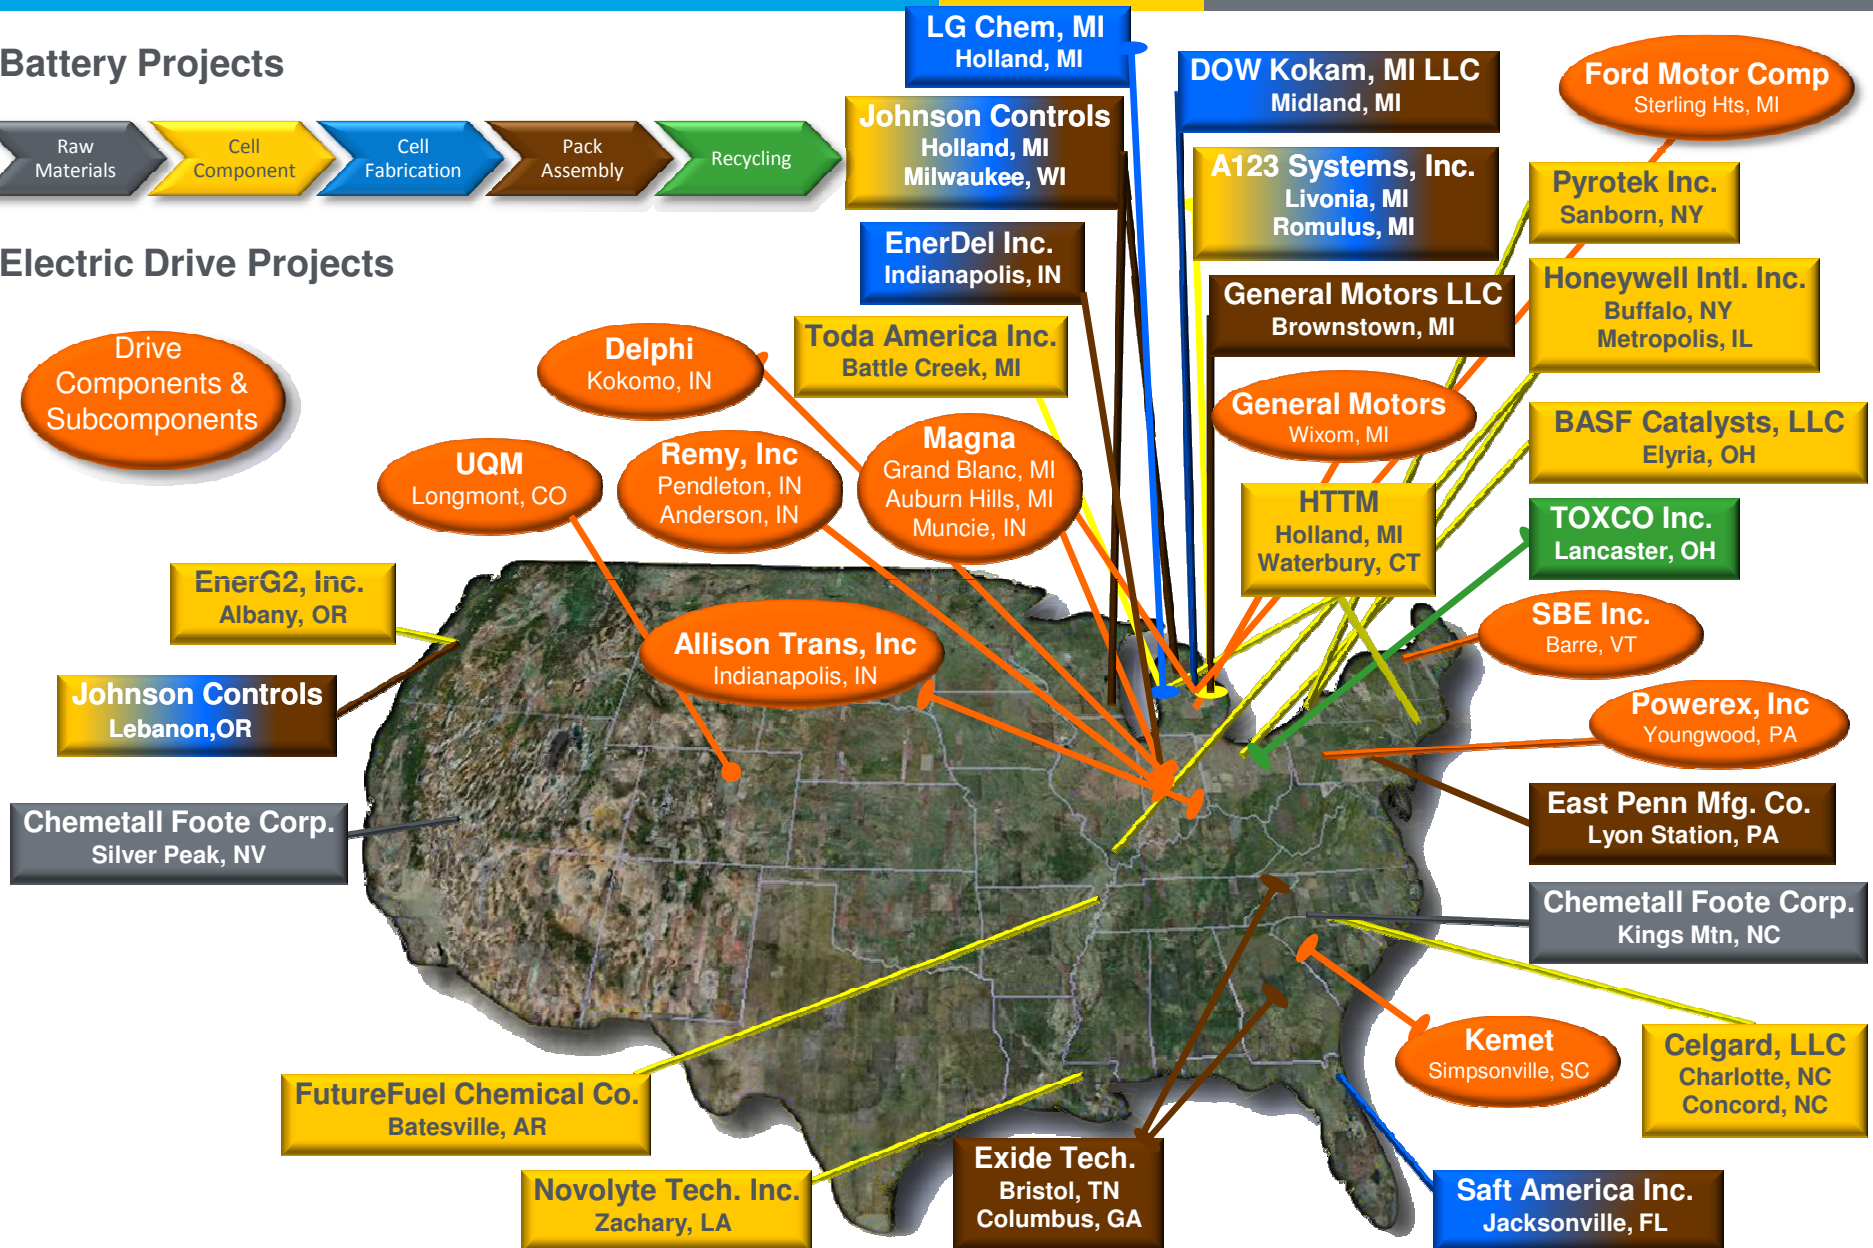 Battery Projects
Raw
Materials
Cell
Component
Cell
Fabrication
Pack
Assembly
Recycling
Electric Drive Projects
Drive
Components &
Subcomponents
LG Chem, MI
Holland, MI
DOW Kokam, MI LLC
Midland, MI
Ford Motor Comp
Sterling Hts, MI
Johnson Controls
Holland, MI
Milwaukee, WI
A123 Systems, Inc.
Livonia, MI
Romulus, MI
Pyrotek Inc.
Sanborn, NY
EnerDel Inc.
Indianapolis, IN
General Motors LLC
Brownstown, MI
Honeywell Intl. Inc.
Buffalo, NY
Metropolis, IL
Toda America Inc.
Battle Creek, MI
Delphi
Kokomo, IN
General Motors
Wixom, MI
BASF Catalysts, LLC
Elyria, OH
UQM
Longmont, CO
Remy, Inc
Pendleton, IN
Anderson, IN
Magna
Grand Blanc, MI
Auburn Hills, MI
Muncie, IN
HTTM
Holland, MI
Waterbury, CT
TOXCO Inc.
Lancaster, OH
EnerG2, Inc.
Albany, OR
Allison Trans, Inc
Indianapolis, IN
SBE Inc.
Barre, VT
Johnson Controls
Lebanon,OR
Powerex, Inc
Youngwood, PA
Chemetall Foote Corp.
Silver Peak, NV
East Penn Mfg. Co.
Lyon Station, PA
Chemetall Foote Corp.
Kings Mtn, NC
Kemet
Simpsonville, SC
Celgard, LLC
Charlotte, NC
Concord, NC
FutureFuel Chemical Co.
Batesville, AR
Exide Tech.
Bristol, TN
Columbus, GA
Novolyte Tech. Inc.
Zachary, LA
Saft America Inc.
Jacksonville, FL